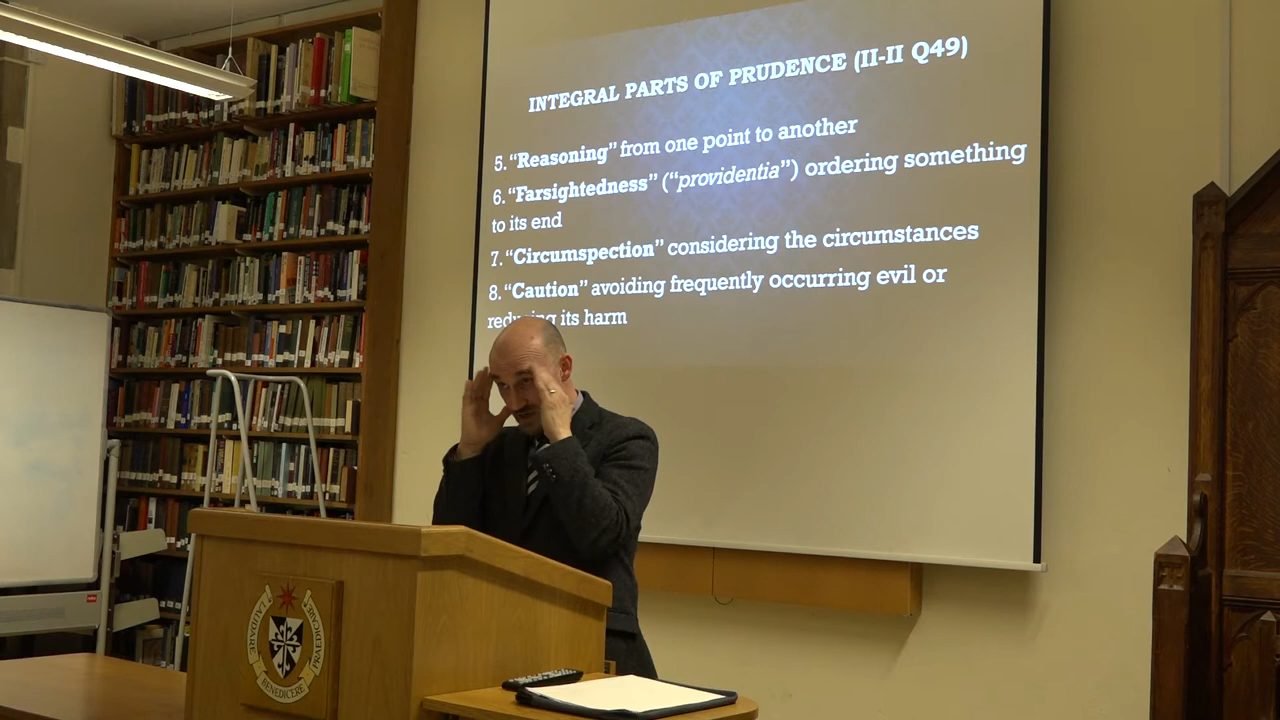 INTEGRAL PARTS OF PRUDENCE (II-II Q49)
5. “Reasoning” from one point to another
6. “Farsightedness” (“providentia”) ordering something
to its end
7. “Circumspection” considering the circumstances
8. “Caution” avoiding frequently occurring evil or
its harm
LAUDARE
BENEDICERE
PRAEDICARE